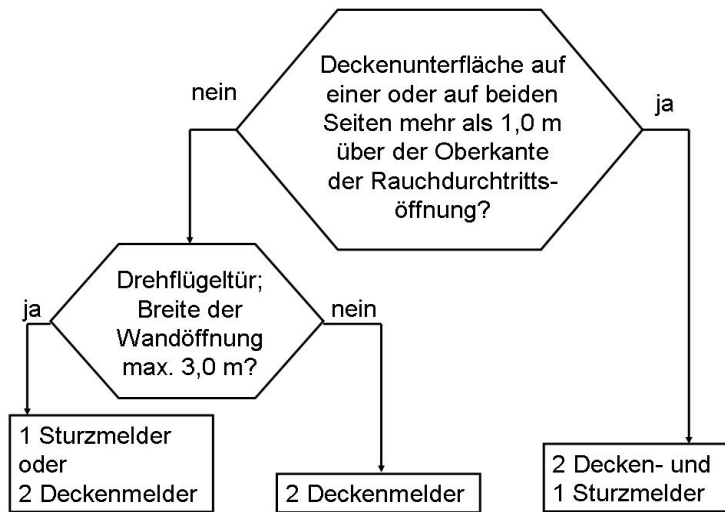 Deckenunterfläche auf
einer oder auf beiden
Seiten mehr als 1,0 m
über der Oberkante
der Rauchdurchtritts-
öffnung?
nein
ja
Drehflügeltür;
Breite der
Wandöffnung
max. 3,0 m?
ja
nein
1 Sturzmelder
oder
2 Deckenmelder
2 Deckenmelder
2 Decken- und
1 Sturzmelder